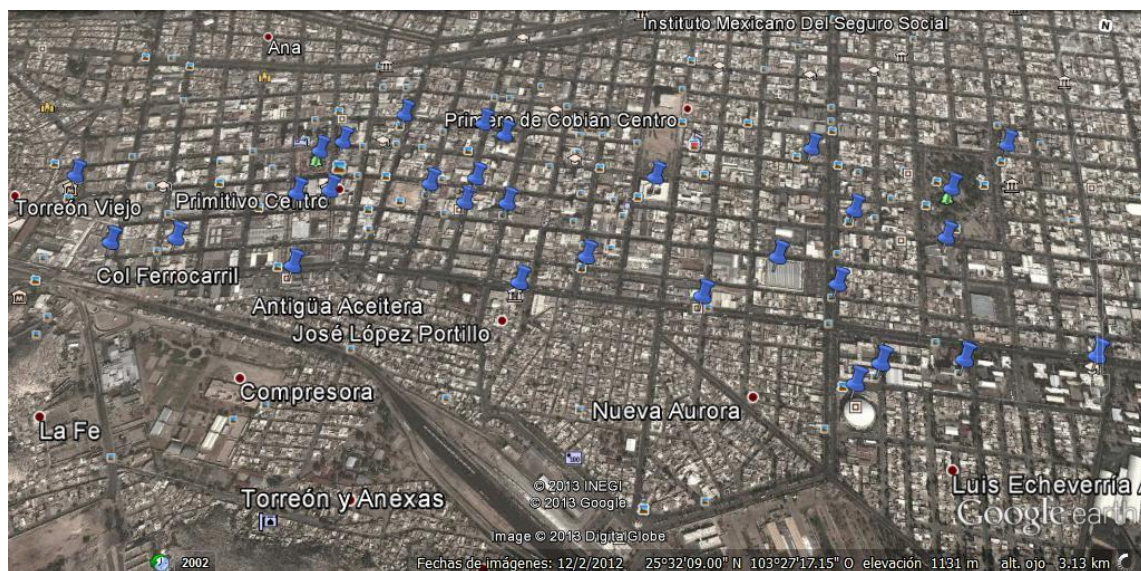 Instituto Mexicano Del Seguro Social
Ana
Primero de Cobián Centro
Torreón Viejo
Primitivo Centro
Col Ferrocarril
Antigüa Aceitera
José López Portillo
Compresora
Nueva Aurora
La Fe
Torreón y Anexas
Luis Echeverría A
© 2013 INEGI
© 2013 Google
Google earth
Image © 2013 DigitalGlobe
2002
Fechas de imágenes: 12/2/2012 25°32'09.00" N 103°27'17.15" O elevación 1131 m alt. ojo 3.13 km